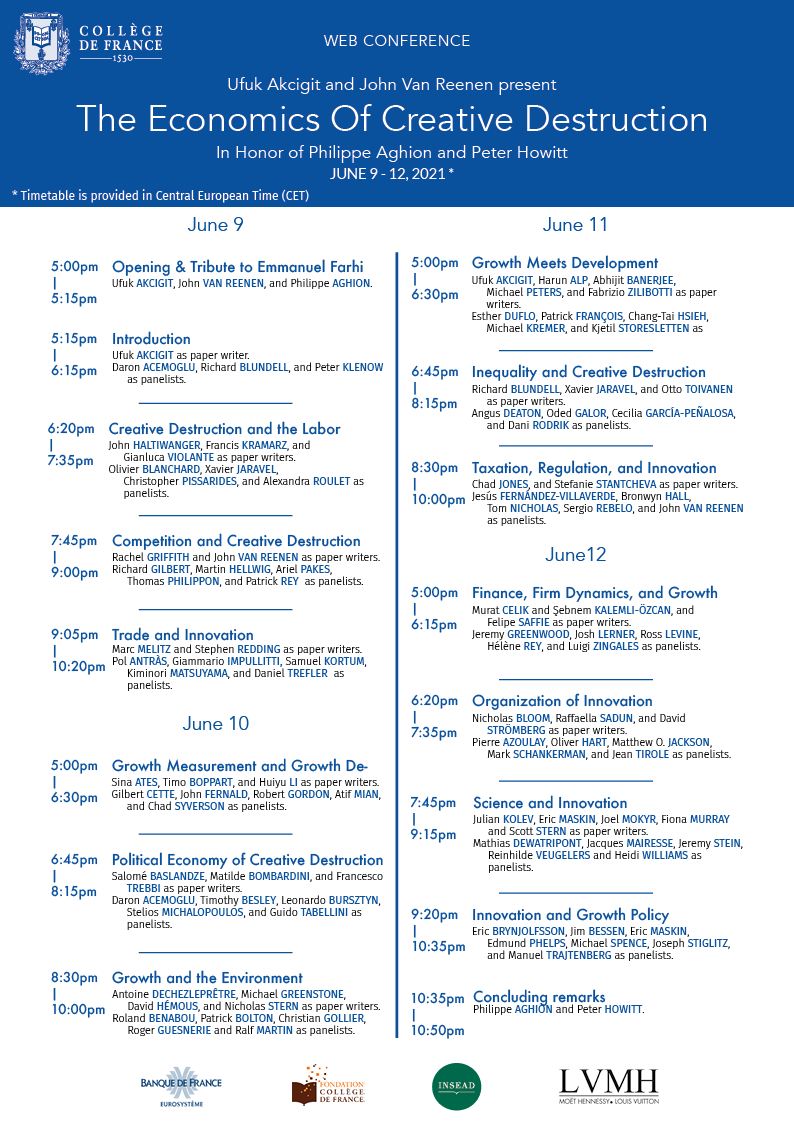 COLLÈGE
DE FRANCE
1530
WEB CONFERENCE
Ufuk Akcigit and John Van Reenen present
The Economics Of Creative Destruction
In Honor of Philippe Aghion and Peter Howitt
JUNE 9 - 12, 2021 *
* Timetable is provided in Central European Time (CET)
June 9
5:00pm
|
5:15pm
Opening & Tribute to Emmanuel Farhi
Ufuk AKCIGIT, John VAN REENEN, and Philippe AGHION.
5:15pm
|
6:15pm
Introduction
Ufuk AKCIGIT as paper writer.
Daron ACEMOGLU, Richard BLUNDELL, and Peter KLENOW
as panelists.
6:20pm
|
7:35pm
Creative Destruction and the Labor
John HALTIWANGER, Francis KRAMARZ, and
Gianluca VIOLANTE as paper writers.
Olivier BLANCHARD, Xavier JARAVEL,
Christopher PISSARIDES, and Alexandra ROULET as
panelists.
7:45pm
|
9:00pm
Competition and Creative Destruction
Rachel GRIFFITH and John VAN REENEN as paper writers.
Richard GILBERT, Martin HELLWIG, Ariel PAKES,
Thomas PHILIPPON, and Patrick REY as panelists.
9:05pm
|
10:20pm
Trade and Innovation
Marc MELITZ and Stephen REDDING as paper writers.
Pol ANTRÀS, Giammario IMPULLITTI, Samuel KORTUM,
Kiminori MATSUYAMA, and Daniel TREFLER as
panelists.
June 10
5:00pm
|
6:30pm
Growth Measurement and Growth De-
Sina ATES, Timo BOPPART, and Huiyu LI as paper writers.
Gilbert CETTE, John FERNALD, Robert GORDON, Atif MIAN,
and Chad SYVERSON as panelists.
6:45pm
|
8:15pm
Political Economy of Creative Destruction
Salomé BASLANDZE, Matilde BOMBARDINI, and Francesco
TREBBI as paper writers.
Daron ACEMOGLU, Timothy BESLEY, Leonardo BURSZTYN,
Stelios MICHALOPOULOS, and Guido TABELLINI as
panelists.
8:30pm
|
10:00pm
Growth and the Environment
Antoine DECHEZLEPRÊTRE, Michael GREENSTONE,
David HÉMOUS, and Nicholas STERN as paper writers.
Roland BENABOU, Patrick BOLTON, Christian GOLLIER,
Roger GUESNERIE and Ralf MARTIN as panelists.
June 11
5:00pm
|
6:30pm
Growth Meets Development
Ufuk AKCIGIT, Harun ALP, Abhijit BANERJEE,
Michael PETERS, and Fabrizio ZILIBOTTI as paper
writers.
Esther DUFLO, Patrick FRANÇOIS, Chang-Tai HSIEH,
Michael KREMER, and Kjetil STORESLETTEN as
6:45pm
|
8:15pm
Inequality and Creative Destruction
Richard BLUNDELL, Xavier JARAVEL, and Otto TOIVANEN
as paper writers.
Angus DEATON, Oded GALOR, Cecilia GARCÍA-PEÑALOSA,
and Dani RODRIK as panelists.
8:30pm
|
10:00pm
Taxation, Regulation, and Innovation
Chad JONES, and Stefanie STANTCHEVA as paper writers.
Jesús FERNÁNDEZ-VILLAVERDE, Bronwyn HALL,
Tom NICHOLAS, Sergio REBELO, and John VAN REENEN
as panelists.
June12
5:00pm
|
6:15pm
Finance, Firm Dynamics, and Growth
Murat CELIK and Şebnem KALEMLI-ÖZCAN, and
Felipe SAFFIE as paper writers.
Jeremy GREENWOOD, Josh LERNER, Ross LEVINE,
Hélène REY, and Luigi ZINGALES as panelists.
6:20pm
|
7:35pm
Organization of Innovation
Nicholas BLOOM, Raffaella SADUN, and David
STRÖMBERG as paper writers.
Pierre AZOULAY, Oliver HART, Matthew O. JACKSON,
Mark SCHANKERMAN, and Jean TIROLE as panelists.
7:45pm
|
9:15pm
Science and Innovation
Julian KOLEV, Eric MASKIN, Joel MOKYR, Fiona MURRAY
and Scott STERN as paper writers.
Mathias DEWATRIPONT, Jacques MAIRESSE, Jeremy STEIN,
Reinhilde VEUGELERS and Heidi WILLIAMS as
panelists.
9:20pm
|
10:35pm
Innovation and Growth Policy
Eric BRYNJOLFSSON, Jim BESSEN, Eric MASKIN,
Edmund PHELPS, Michael SPENCE, Joseph STIGLITZ,
and Manuel TRAJTENBERG as panelists.
10:35pm
|
10:50pm
Concluding remarks
Philippe AGHION and Peter HOWITT.
BANQUE DE FRANCE
EUROSYSTÈME
FONDATION
COLLÈGE
DE FRANCE
INSEAD
LVMH
MOËT HENNESSY • LOUIS VUITTON